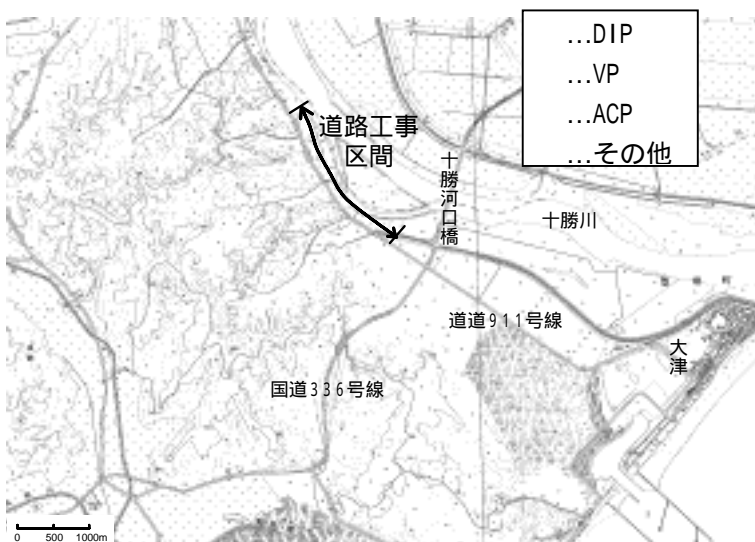 …DIP
…VP
…ACP
…その他
道路工事
区間
十勝河口橋
十勝川
道道911号線
大津
国道336号線
0 500 1000m